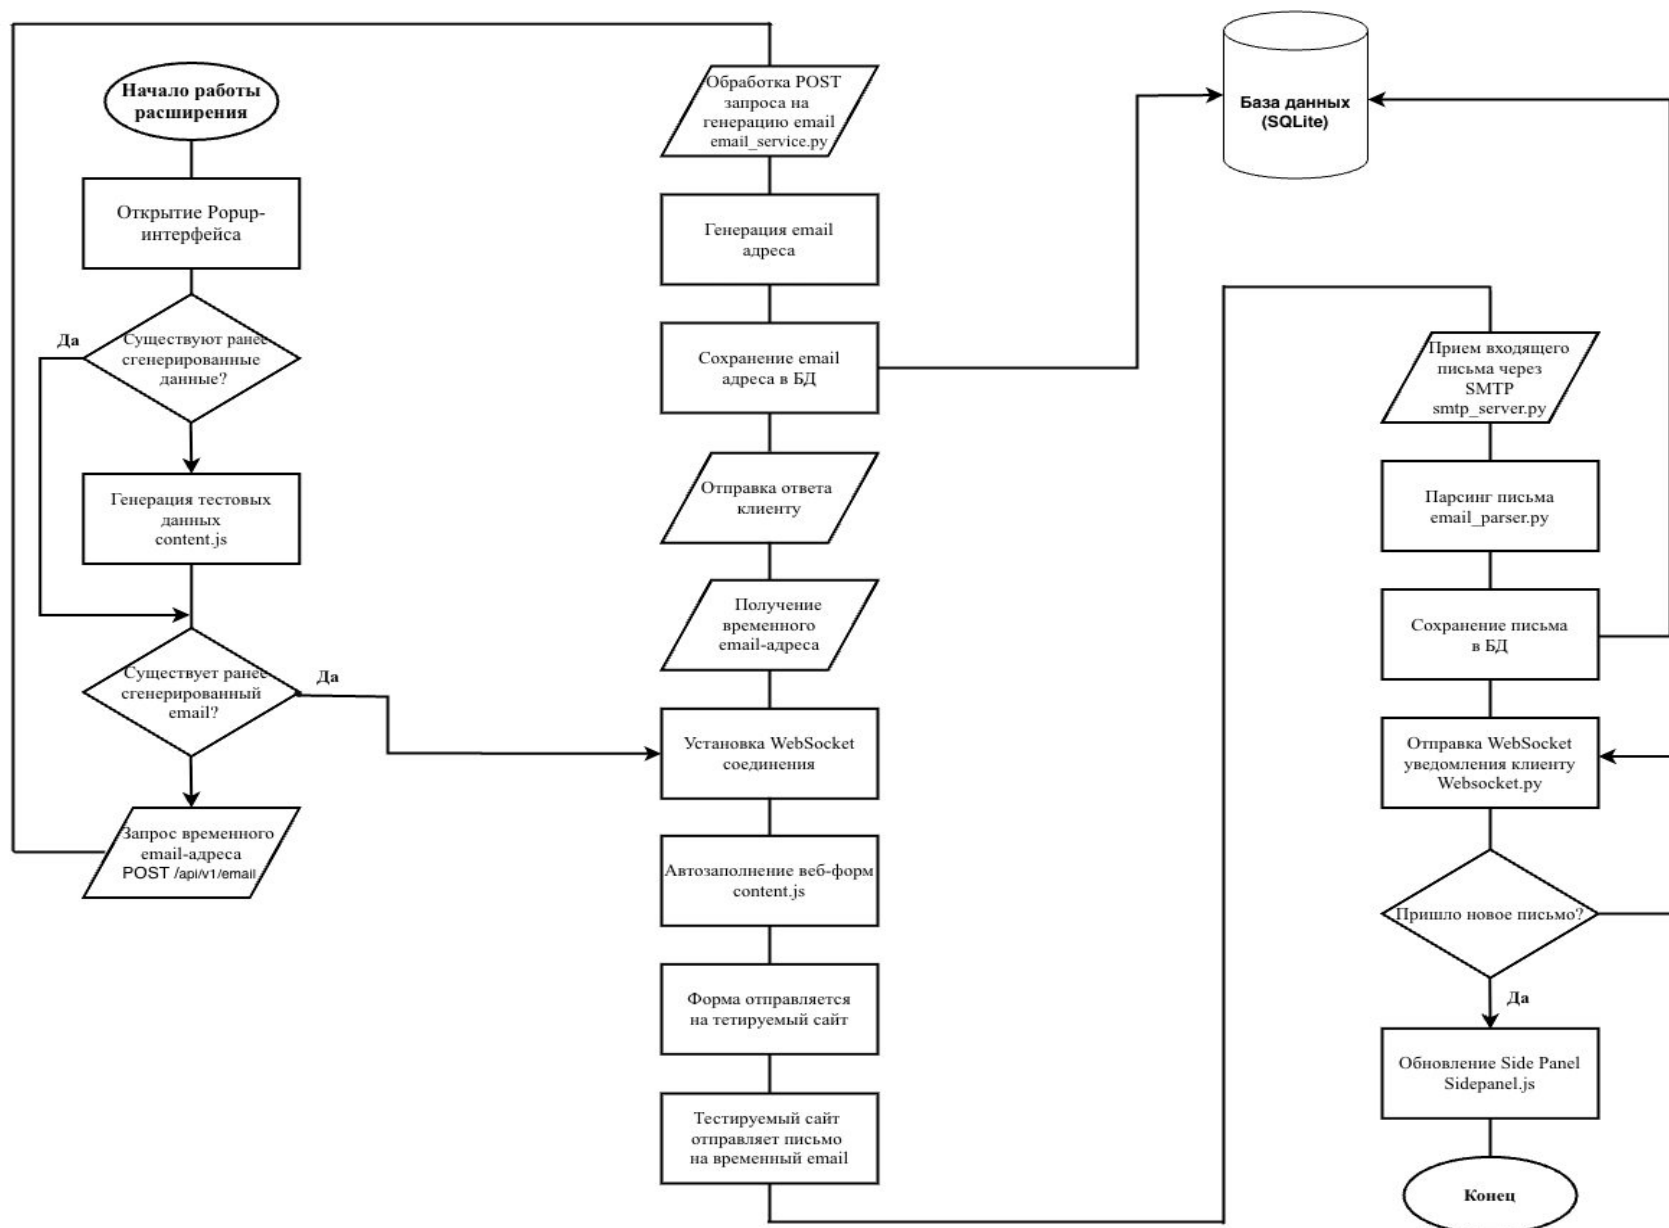 Начало работы
расширения
Открытие Popup-
интерфейса
Существуют ранее
сгенерированные
данные?
Да
Генерация тестовых
данных
content.js
Существует ранее
сгенерированный
email?
Да
Запрос временного
email-адреса
POST /api/v1/email
Обработка POST
запроса на
генерацию email
email_service.py
Генерация email
адреса
Сохранение email
адреса в БД
Отправка ответа
клиенту
Получение
временного
email-адреса
Установка WebSocket
соединения
Автозаполнение веб-форм
content.js
Форма отправляется
на тетируемый сайт
Тестируемый сайт
отправляет письмо
на временный email
База данных
(SQLite)
Прием входящего
письма через
SMTP
smtp_server.py
Парсинг письма
email_parser.py
Сохранение письма
в БД
Отправка WebSocket
уведомления клиенту
Websocket.py
Пришло новое письмо?
Да
Обновление Side Panel
Sidepanel.js
Конец